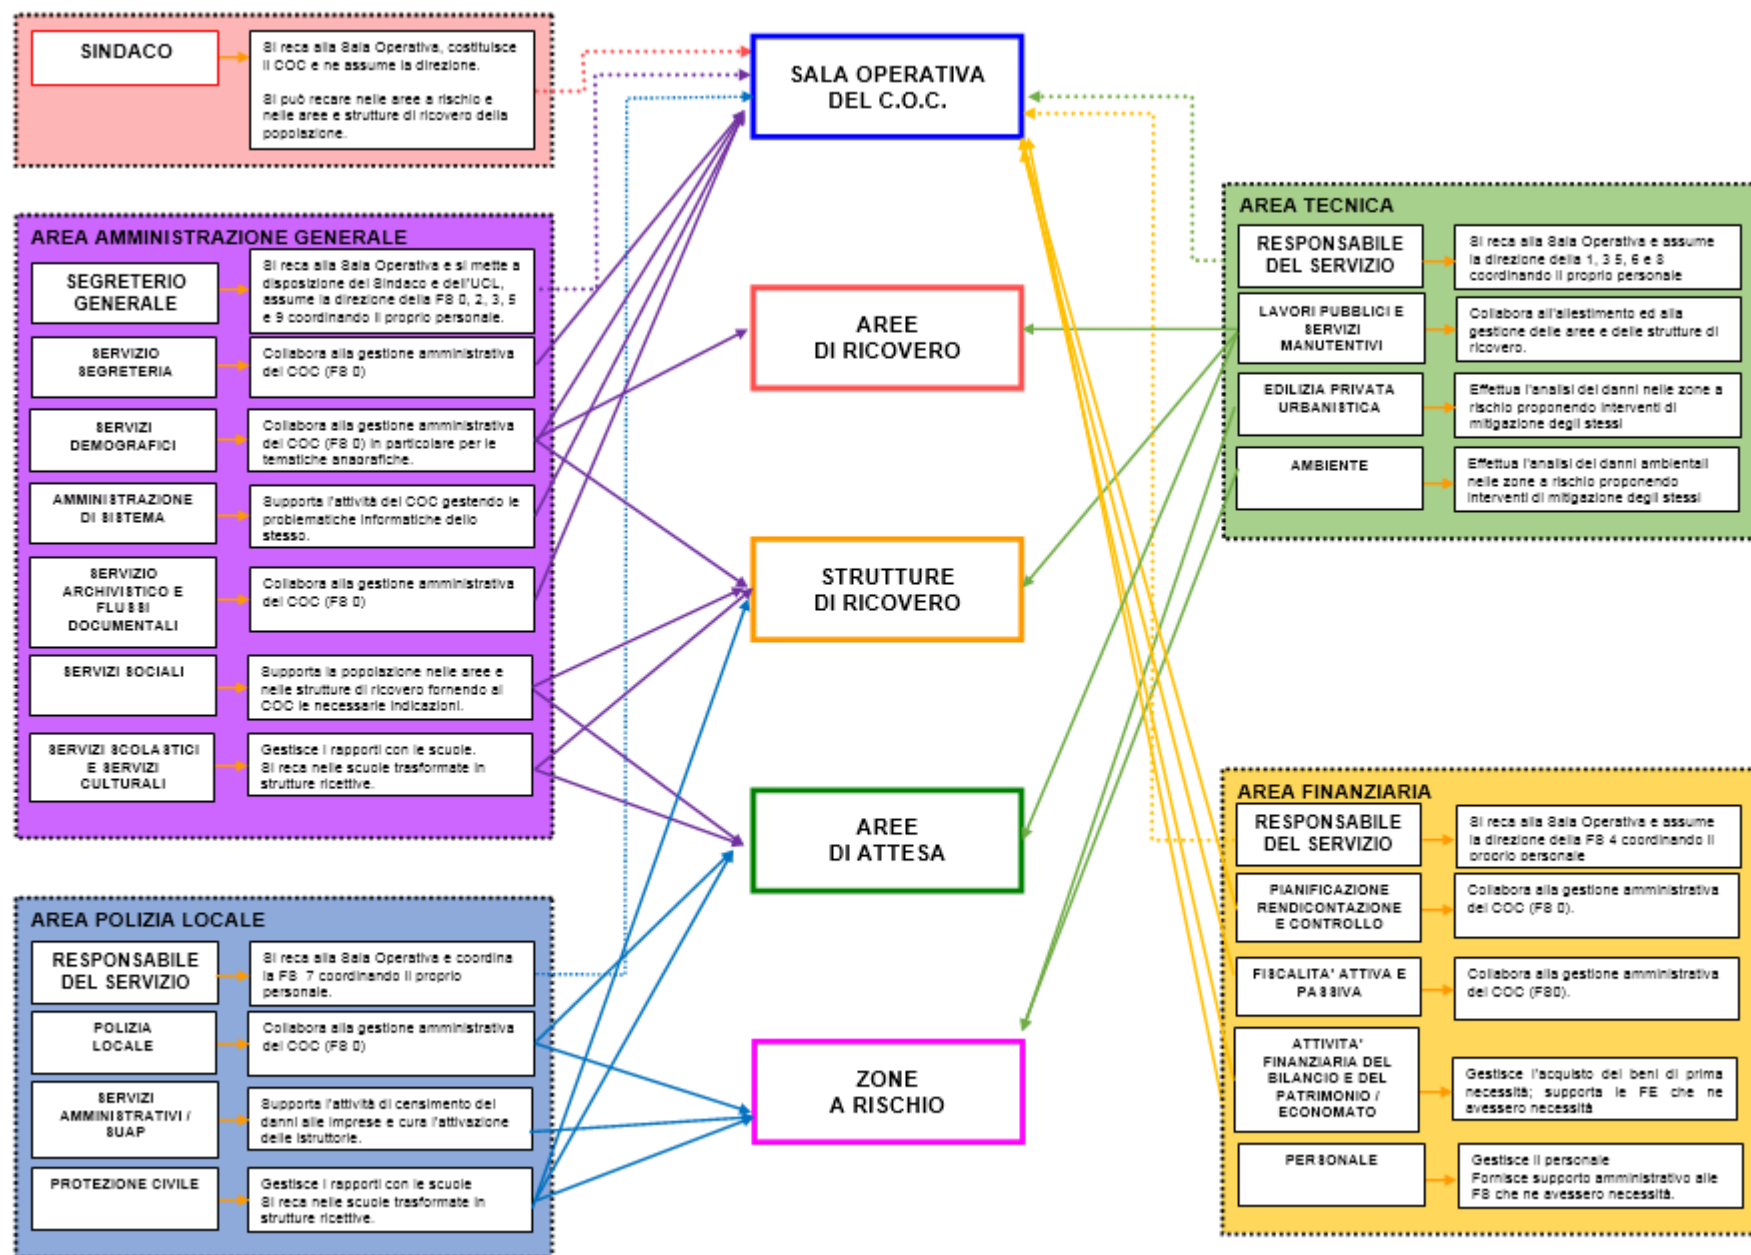 SINDACO
Si reca alla Sala Operativa, costituisce
il COC e ne assume la direzione.
Si può recare nelle aree a rischio e
nelle aree e strutture di ricovero della
popolazione.
AREA AMMINISTRAZIONE GENERALE
SEGRETERIO
GENERALE
Si reca alla Sala Operativa e si mette a
disposizione del Sindaco e dell'UCL,
assume la direzione della FS 0, 2, 3, 5
e 9 coordinando il proprio personale.
SERVIZIO
SEGRETERIA
Collabora alla gestione amministrativa
del COC (FS 0)
SERVIZI
DEMOGRAFICI
Collabora alla gestione amministrativa
del COC (FS 0) in particolare per le
tematiche anagrafiche.
AMMINISTRAZIONE
DI SISTEMA
Supporta l'attività del COC gestendo le
problematiche informatiche dello
stesso.
SERVIZIO
ARCHIVISTICO E
FLUSSI
DOCUMENTALI
Collabora alla gestione amministrativa
del COC (FS 0)
SERVIZI SOCIALI
Supporta la popolazione nelle aree e
nelle strutture di ricovero fornendo al
COC le necessarie indicazioni.
SERVIZI SCOLASTICI
E SERVIZI
CULTURALI
Gestisce i rapporti con le scuole.
Si reca nelle scuole trasformate in
strutture ricettive.
AREA POLIZIA LOCALE
RESPONSABILE
DEL SERVIZIO
Si reca alla Sala Operativa e coordina
la FS 7 coordinando il proprio
personale.
POLIZIA
LOCALE
Collabora alla gestione amministrativa
del COC (FS 0)
SERVIZI
AMMINISTRATIVI /
SUAP
Supporta l'attività di censimento dei
danni alle imprese e cura l'attivazione
delle istruttorie.
PROTEZIONE CIVILE
Gestisce i rapporti con le scuole
Si reca nelle scuole trasformate in
strutture ricettive.
SALA OPERATIVA
DEL C.O.C.
AREE
DI RICOVERO
STRUTTURE
DI RICOVERO
AREE
DI ATTESA
ZONE
A RISCHIO
AREA TECNICA
RESPONSABILE
DEL SERVIZIO
Si reca alla Sala Operativa e assume
la direzione della 1, 3 5, 6 e 8
coordinando il proprio personale
LAVORI PUBBLICI E
SERVIZI
MANUTENTIVI
Collabora all'allestimento ed alla
gestione delle aree e delle strutture di
ricovero.
EDILIZIA PRIVATA
URBANISTICA
Effettua l'analisi dei danni nelle zone a
rischio proponendo interventi di
mitigazione degli stessi
AMBIENTE
Effettua l'analisi dei danni ambientali
nelle zone a rischio proponendo
interventi di mitigazione degli stessi
AREA FINANZIARIA
RESPONSABILE
DEL SERVIZIO
Si reca alla Sala Operativa e assume
la direzione della FS 4 coordinando il
proprio personale
PIANIFICAZIONE
RENDICONTAZIONE
E CONTROLLO
Collabora alla gestione amministrativa
del COC (FS 0).
FISCALITA' ATTIVA E
PASSIVA
Collabora alla gestione amministrativa
del COC (FS0).
ATTIVITA'
FINANZIARIA DEL
BILANCIO E DEL
PATRIMONIO /
ECONOMATO
Gestisce l'acquisto dei beni di prima
necessità; supporta le FE che ne
avessero necessità
PERSONALE
Gestisce il personale
Fornisce supporto amministrativo alle
FS che ne avessero necessità.